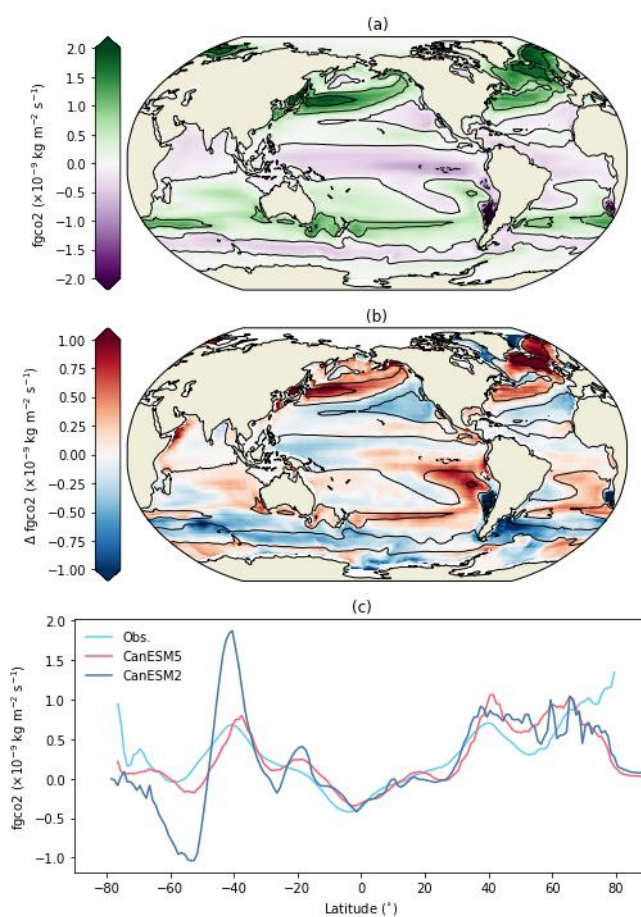 (a)
2.0
1.5
1.0
0.5
0.0
−0.5
−1.0
−1.5
−2.0
fgco2 (×10⁻⁹ kg m⁻² s⁻¹)
(b)
1.00
0.75
0.50
0.25
0.00
−0.25
−0.50
−0.75
−1.00
Δ fgco2 (×10⁻⁹ kg m⁻² s⁻¹)
(c)
2.0
1.5
1.0
0.5
0.0
−0.5
−1.0
fgco2 (×10⁻⁹ kg m⁻² s⁻¹)
Obs.
CanESM5
CanESM2
−80 −60 −40 −20 0 20 40 60 80
Latitude (°)